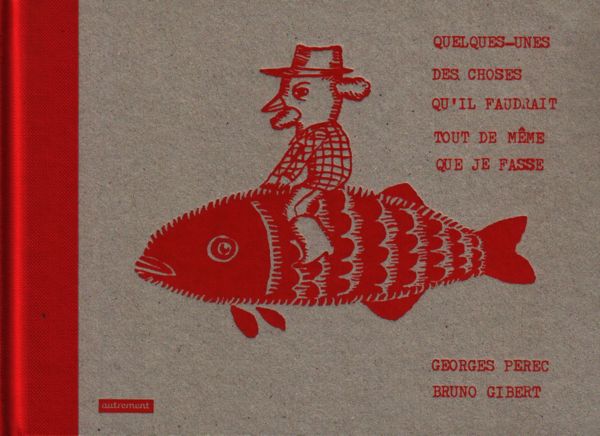 QUELQUES-UNES
DES CHOSES
QU'IL FAUDRAIT
TOUT DE MÊME
QUE JE FASSE
GEORGES PEREC
BRUNO GIBERT
autrement